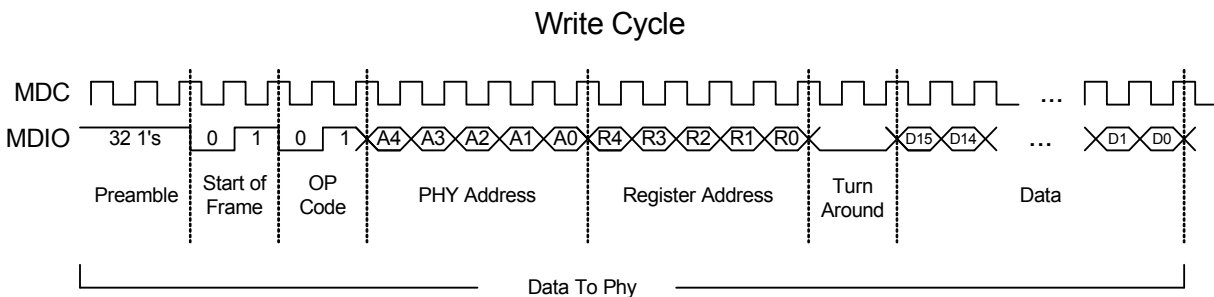 Write Cycle
MDC
...
MDIO
32 1's 0 1 0 1 A4 A3 A2 A1 A0 R4 R3 R2 R1 R0 D15 D14 ... D1 D0
Preamble
Start of
Frame
OP
Code
PHY Address
Register Address
Turn
Around
Data
Data To Phy